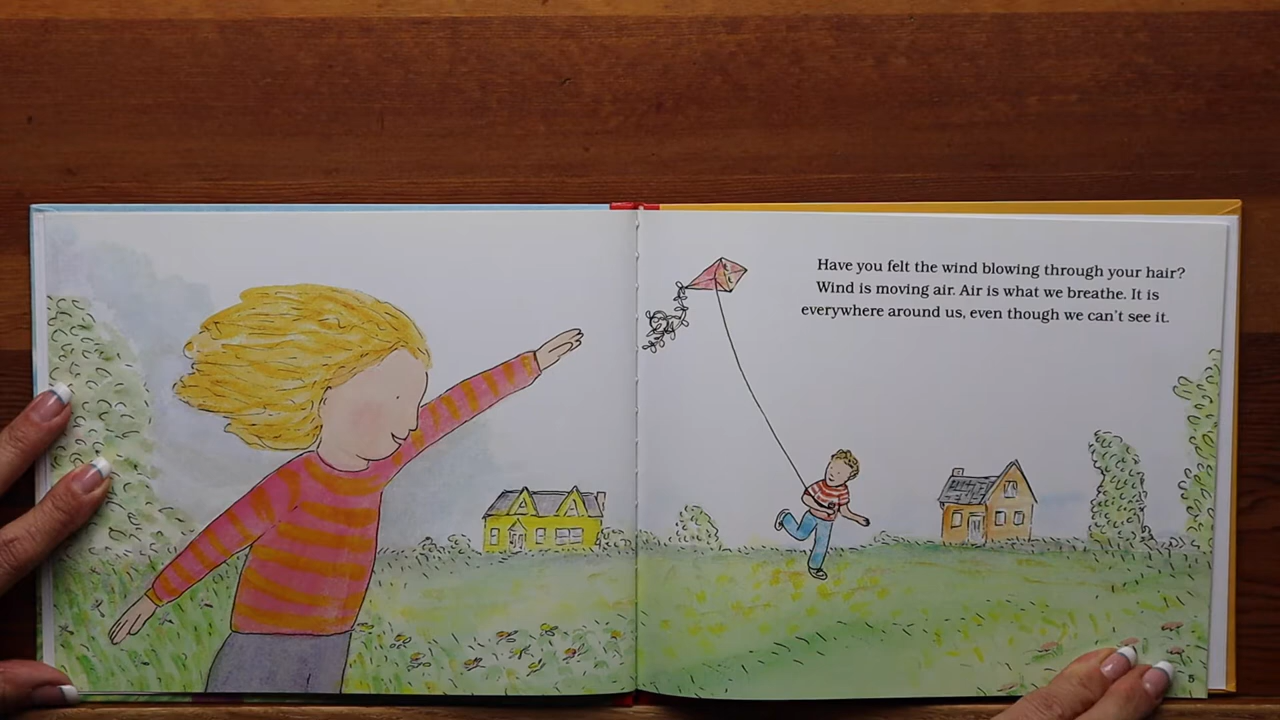 Have you felt the wind blowing through your hair?
Wind is moving air. Air is what we breathe. It is
everywhere around us, even though we can't see it.
5